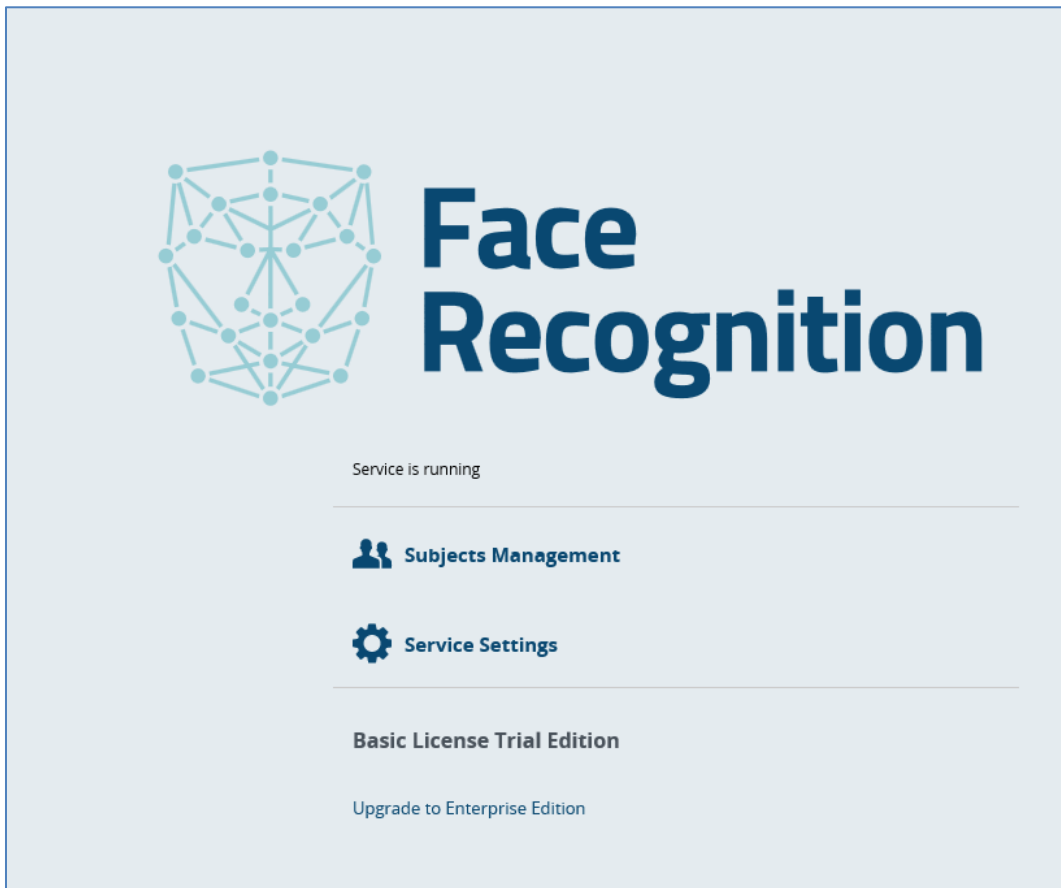 Face
Recognition
Service is running
Subjects Management
Service Settings
Basic License Trial Edition
Upgrade to Enterprise Edition